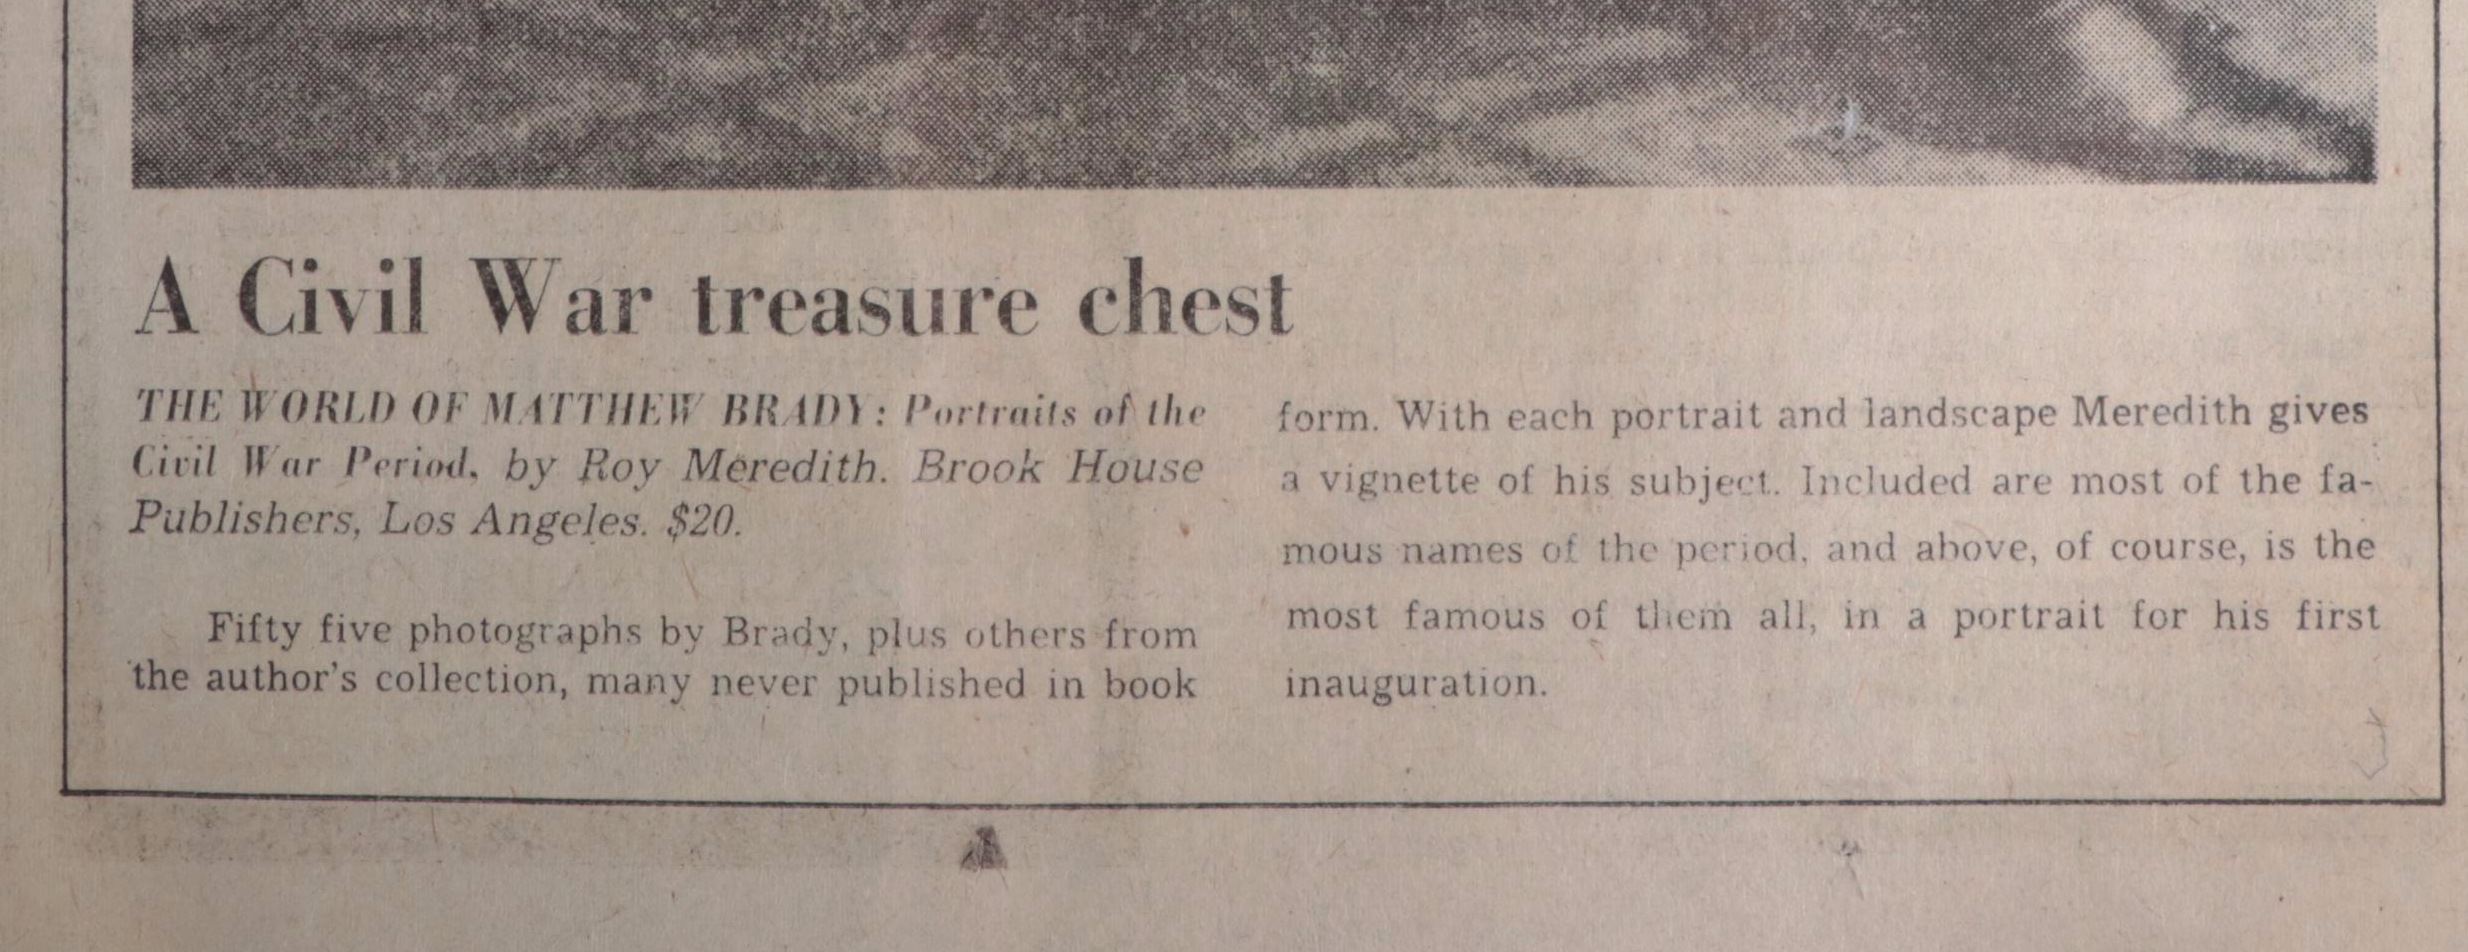 A Civil War treasure chest
THE WORLD OF MATTHEW BRADY: Portraits of the
Civil War Period, by Roy Meredith. Brook House
Publishers, Los Angeles. $20.
Fifty five photographs by Brady, plus others from
the author's collection, many never published in book
form. With each portrait and landscape Meredith gives
a vignette of his subject. Included are most of the fa-
mous names of the period, and above, of course, is the
most famous of them all, in a portrait for his first
inauguration.